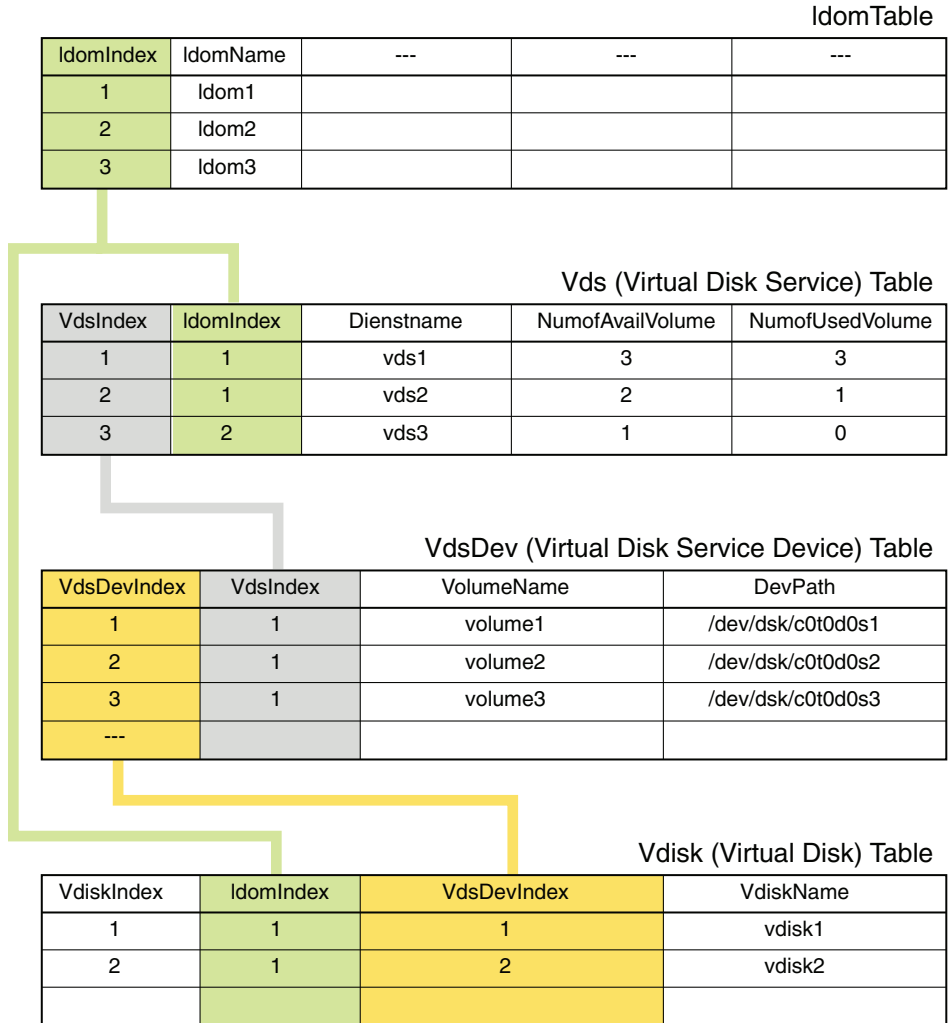 ldomTable
ldomIndex ldomName --- --- ---
1 ldom1
2 ldom2
3 ldom3
Vds (Virtual Disk Service) Table
VdsIndex ldomIndex Dienstname NumofAvailVolume NumofUsedVolume
1 1 vds1 3 3
2 1 vds2 2 1
3 2 vds3 1 0
VdsDev (Virtual Disk Service Device) Table
VdsDevIndex VdsIndex VolumeName DevPath
1 1 volume1 /dev/dsk/c0t0d0s1
2 1 volume2 /dev/dsk/c0t0d0s2
3 1 volume3 /dev/dsk/c0t0d0s3
---
Vdisk (Virtual Disk) Table
VdiskIndex ldomIndex VdsDevIndex VdiskName
1 1 1 vdisk1
2 1 2 vdisk2